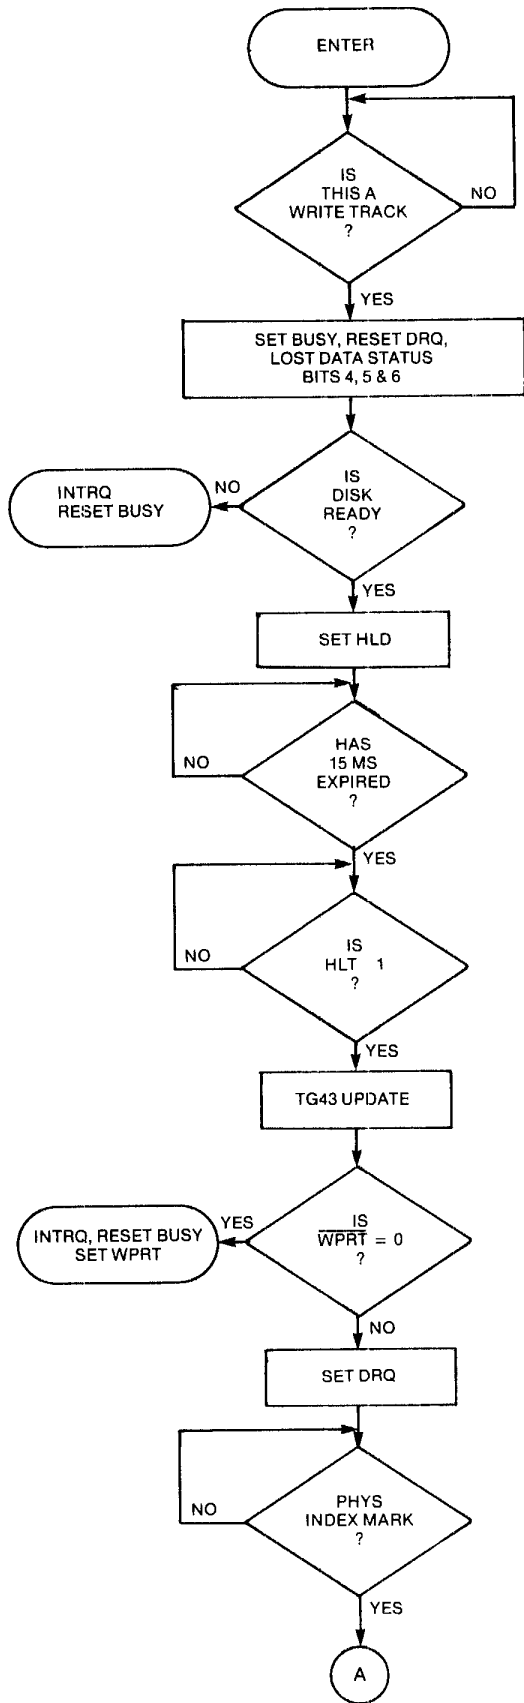 ENTER
IS
THIS A
WRITE TRACK
?
NO
YES
SET BUSY, RESET DRQ,
LOST DATA STATUS
BITS 4, 5 & 6
IS
DISK
READY
?
NO
INTRQ
RESET BUSY
YES
SET HLD
HAS
15 MS
EXPIRED
?
NO
YES
IS
HLT 1
?
NO
YES
TG43 UPDATE
IS
WPRT = 0
?
YES
INTRQ, RESET BUSY
SET WPRT
NO
SET DRQ
PHYS
INDEX MARK
?
NO
YES
A